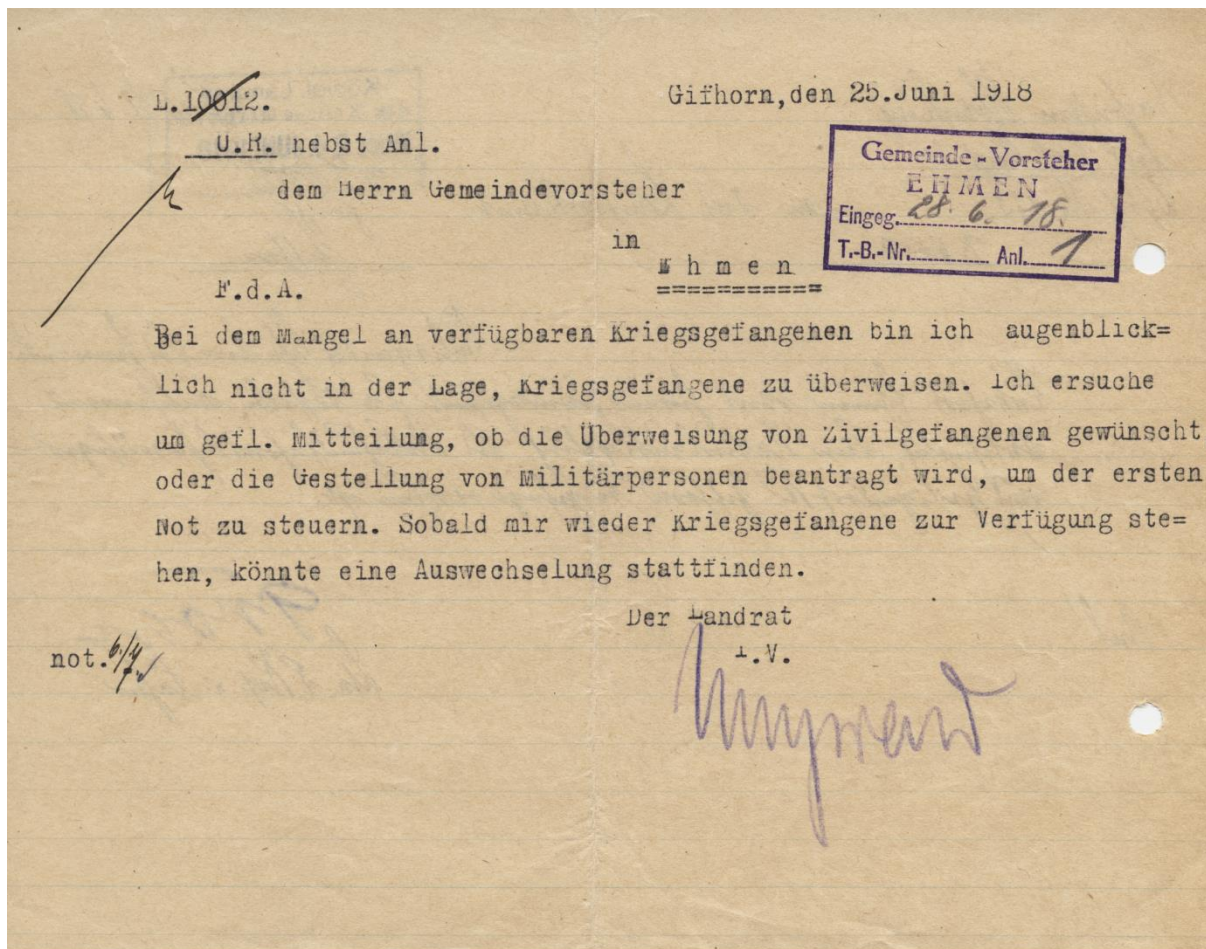 L.10012.
Gifhorn,den 25.Juni 1918
U.R. nebst Anl.
dem Herrn Gemeindevorsteher
in
Ehmen
===========
Gemeinde-Vorsteher
EHMEN
Eingeg. 28. 6. 18.
T.-B.-Nr. Anl. 1
F.d.A.
Bei dem Mangel an verfügbaren Kriegsgefangehen bin ich augenblick=
lich nicht in der Lage, Kriegsgefangene zu überweisen. Ich ersuche
um gefl. Mitteilung, ob die Überweisung von Zivilgefangenen gewünscht
oder die Gestellung von Militärpersonen beantragt wird, um der ersten
Not zu steuern. Sobald mir wieder Kriegsgefangene zur Verfügung ste=
hen, könnte eine Auswechselung stattfinden.
Der Landrat
I.V.
not.